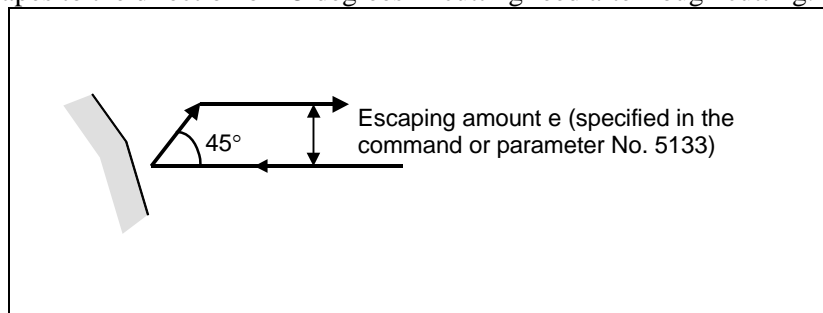 45°
Escaping amount e (specified in the
command or parameter No. 5133)